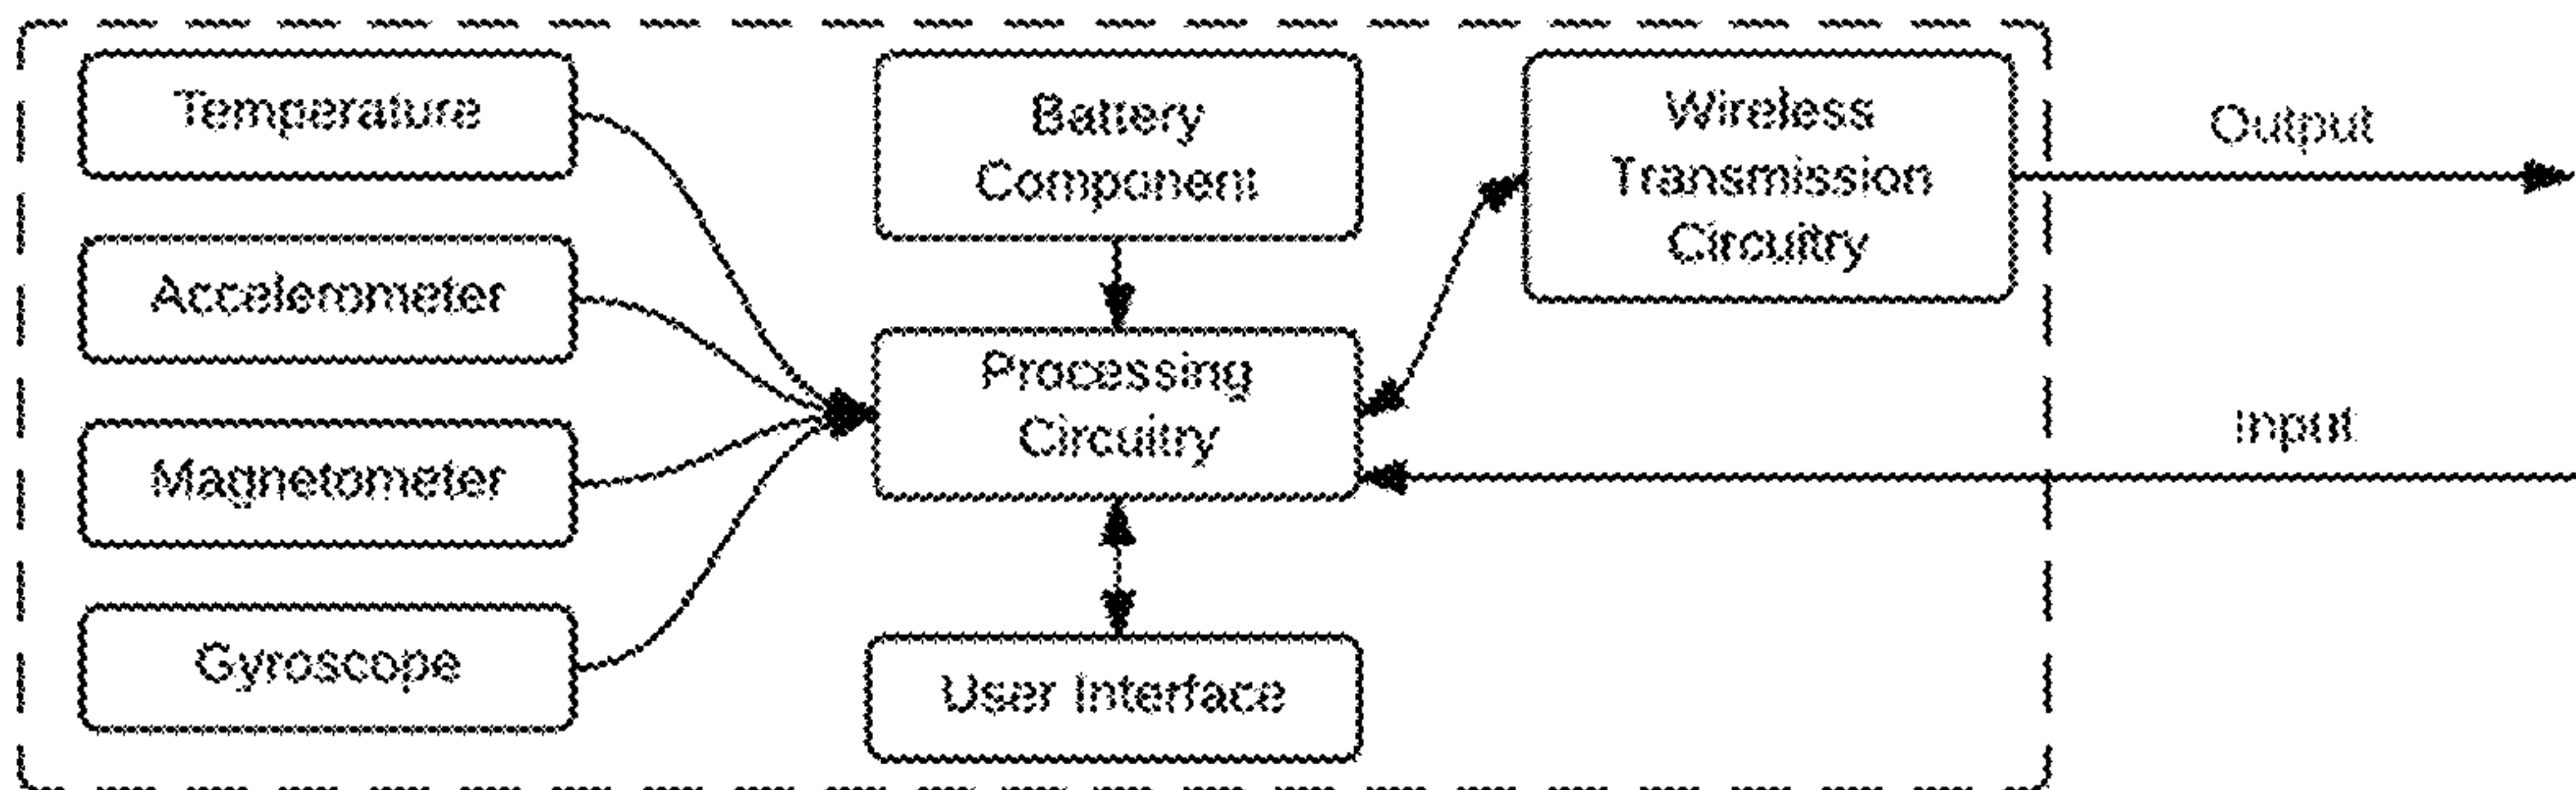 Temperature
Accelerometer
Magnetometer
Gyroscope
Battery
Component
Processing
Circuitry
User Interface
Wireless
Transmission
Circuitry
Output
Input